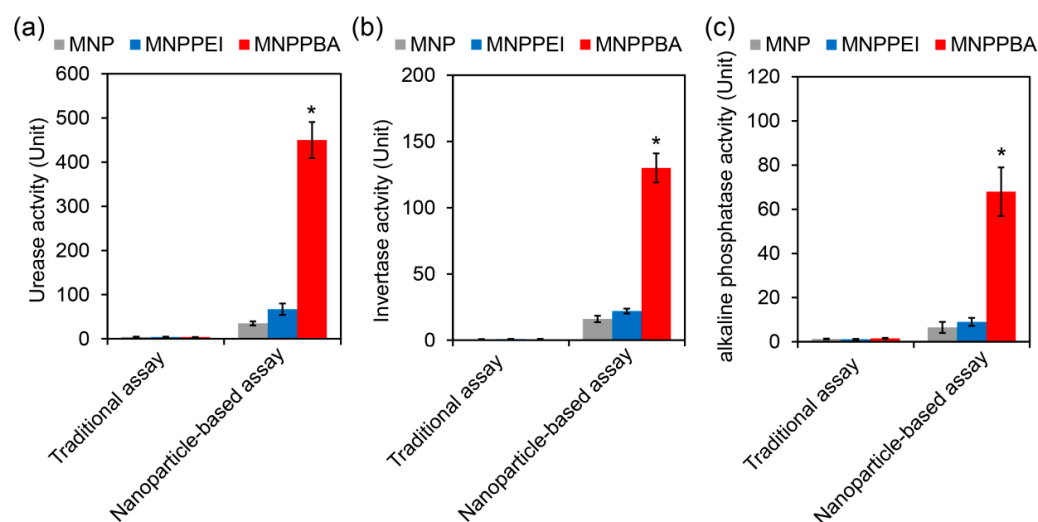 (a)
MNP MNPPEI MNPPBA
Urease actvity (Unit)
600
500
400
300
200
100
0
*
Traditional assay
Nanoparticle-based assay
(b)
MNP MNPPEI MNPPBA
Invertase actvity (Unit)
200
150
100
50
0
*
Traditional assay
Nanoparticle-based assay
(c)
MNP MNPPEI MNPPBA
alkaline phosphatase actvity (Unit)
120
100
80
60
40
20
0
*
Traditional assay
Nanoparticle-based assay